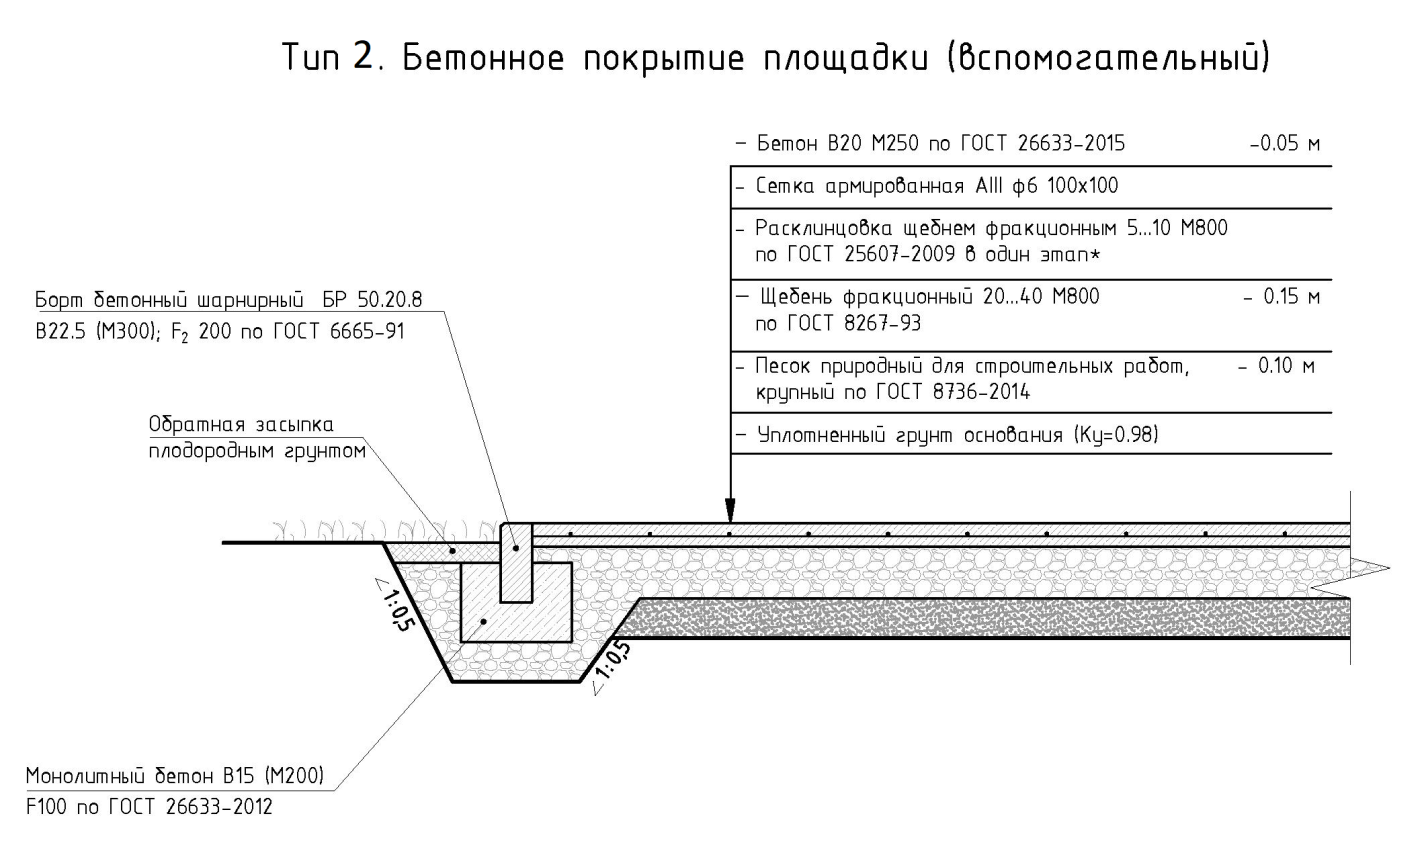 Тип 2. Бетонное покрытие площадки (вспомогательный)
- Бетон В20 М250 по ГОСТ 26633-2015 -0.05 м
- Сетка армированная АIII ф6 100х100
- Расклинцовка щебнем фракционным 5...10 М800
по ГОСТ 25607-2009 в один этап*
- Щебень фракционный 20...40 М800 - 0.15 м
по ГОСТ 8267-93
- Песок природный для строительных работ, - 0.10 м
крупный по ГОСТ 8736-2014
- Уплотненный грунт основания (Ку=0.98)
Борт бетонный шарнирный БР 50.20.8
В22.5 (М300); F₂ 200 по ГОСТ 6665-91
Обратная засыпка
плодородным грунтом
<1:0,5
<1:0,5
Монолитный бетон В15 (М200)
F100 по ГОСТ 26633-2012